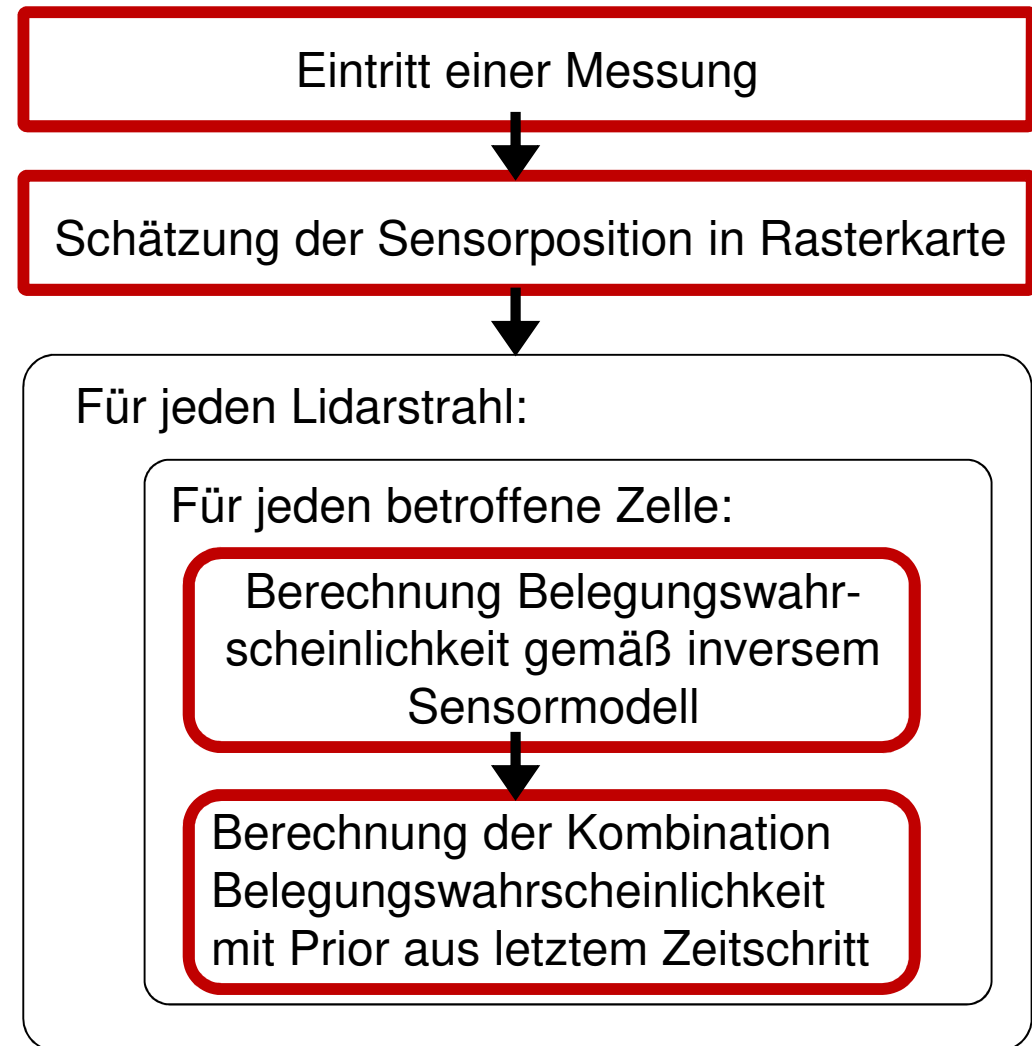 Eintritt einer Messung
Schätzung der Sensorposition in Rasterkarte
Für jeden Lidarstrahl:
Für jeden betroffene Zelle:
Berechnung Belegungswahr-
scheinlichkeit gemäß inversem
Sensormodell
Berechnung der Kombination
Belegungswahrscheinlichkeit
mit Prior aus letztem Zeitschritt